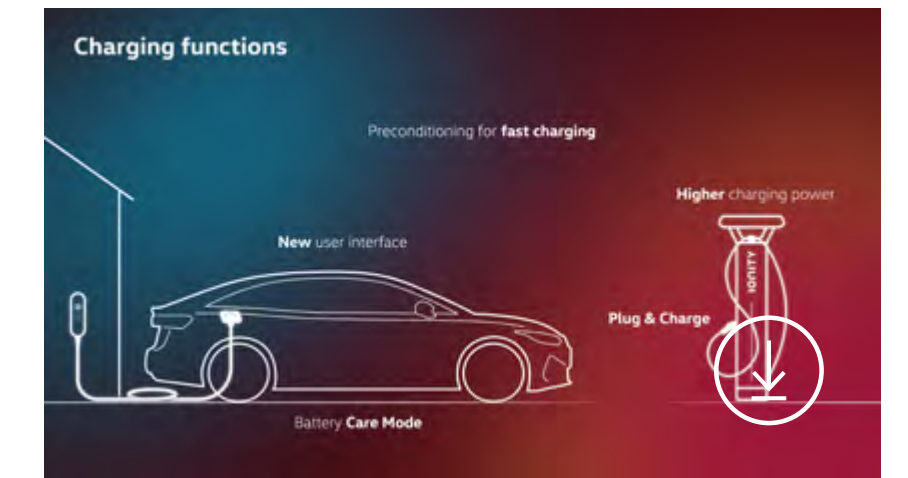 Charging functions
Preconditioning for fast charging
Higher charging power
New user interface
IONITY
Plug & Charge
Battery Care Mode